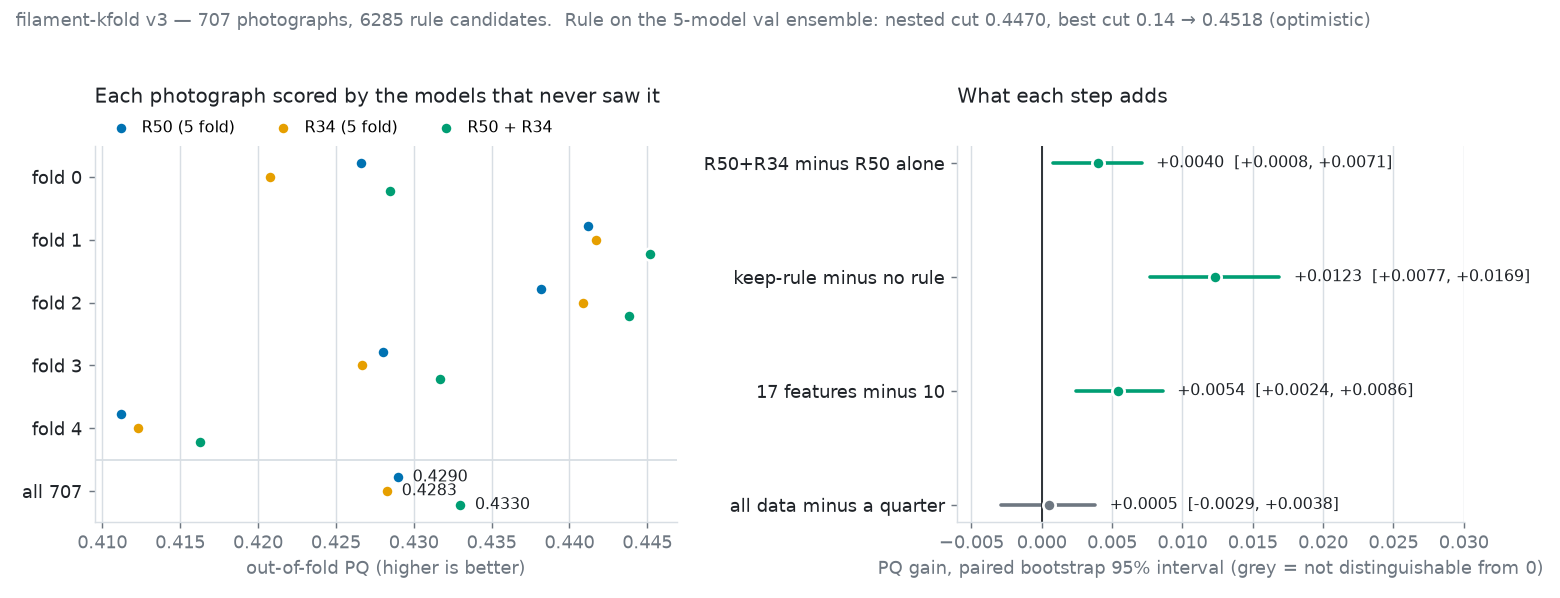 filament-kfold v3 — 707 photographs, 6285 rule candidates.  Rule on the 5-model val ensemble: nested cut 0.4470, best cut 0.14 → 0.4518 (optimistic)
Each photograph scored by the models that never saw it
R50 (5 fold)
R34 (5 fold)
R50 + R34
fold 0
fold 1
fold 2
fold 3
fold 4
all 707
0.4290
0.4283
0.4330
0.410
0.415
0.420
0.425
0.430
0.435
0.440
0.445
out-of-fold PQ (higher is better)
What each step adds
R50+R34 minus R50 alone
+0.0040  [+0.0008, +0.0071]
keep-rule minus no rule
+0.0123  [+0.0077, +0.0169]
17 features minus 10
+0.0054  [+0.0024, +0.0086]
all data minus a quarter
+0.0005  [-0.0029, +0.0038]
−0.005
0.000
0.005
0.010
0.015
0.020
0.025
0.030
PQ gain, paired bootstrap 95% interval (grey = not distinguishable from 0)